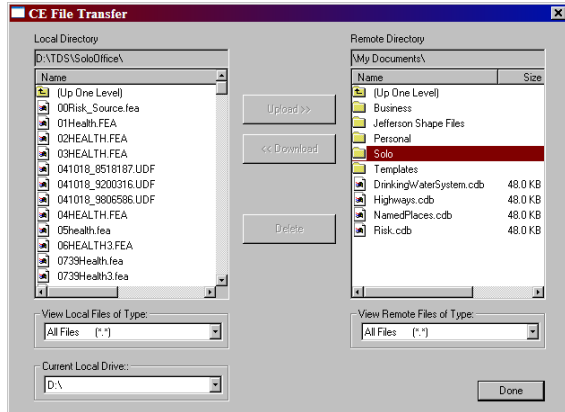 CE File Transfer
Local Directory
D:\TDS\SoloOffice\
Name
(Up One Level)
00Risk_Source.fea
01Health.FEA
02HEALTH.FEA
03HEALTH.FEA
041018_8518187.UDF
041018_9200316.UDF
041018_9806586.UDF
04HEALTH.FEA
05health.fea
06HEALTH3.FEA
0739Health.fea
0739Health3.fea
View Local Files of Type:
All Files (*.*)
Current Local Drive::
D:\
Upload >>
<< Download
Delete
Remote Directory
\My Documents\
Name Size
(Up One Level)
Business
Jefferson Shape Files
Personal
Solo
Templates
DrinkingWaterSystem.cdb 48.0 KB
Highways.cdb 48.0 KB
NamedPlaces.cdb 48.0 KB
Risk.cdb 48.0 KB
View Remote Files of Type:
All Files (*.*)
Done